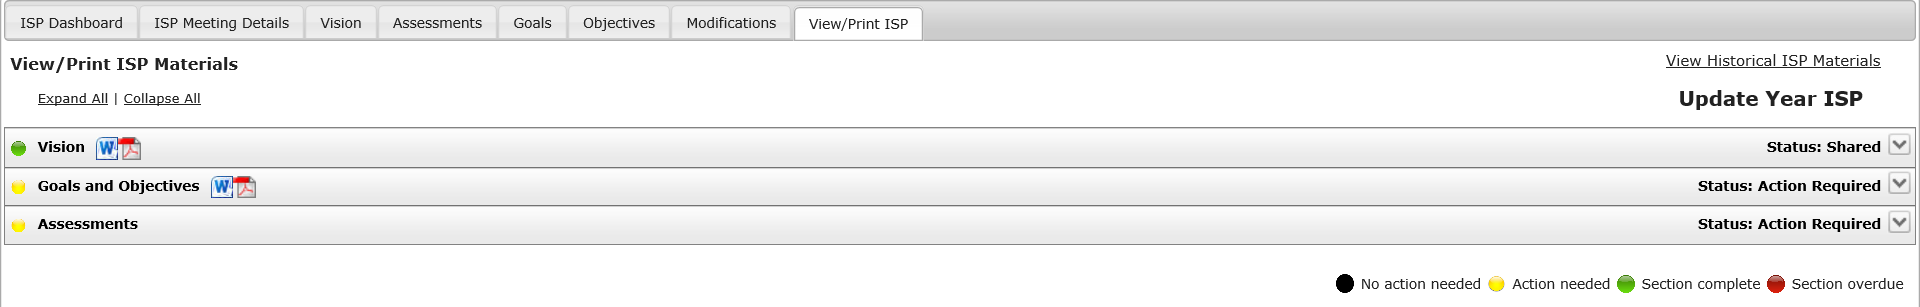 ISP Dashboard ISP Meeting Details Vision Assessments Goals Objectives Modifications View/Print ISP
View/Print ISP Materials View Historical ISP Materials
Expand All | Collapse All Update Year ISP
Vision Status: Shared
Goals and Objectives Status: Action Required
Assessments Status: Action Required
No action needed Action needed Section complete Section overdue